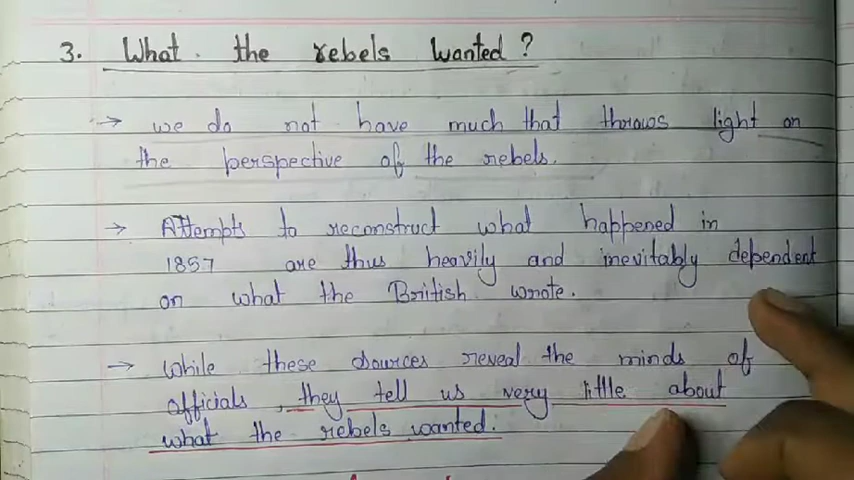 3. What the rebels wanted?
→ we do not have much that throws light on
the perspective of the rebels.
→ Attempts to reconstruct what happened in
1857 are thus heavily and inevitably dependent
on what the British wrote.
→ While these sources reveal the minds of
officials, they tell us very little about
what the rebels wanted.